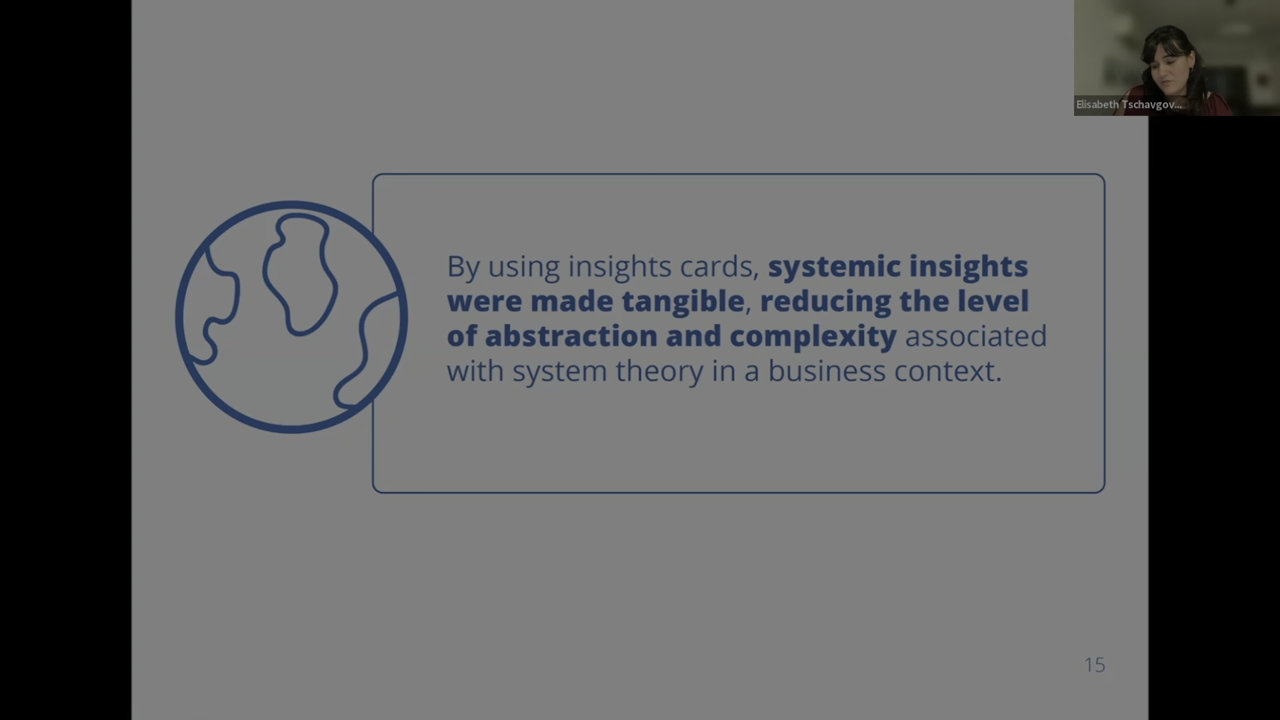 Elisabeth Tschavgov...
By using insights cards, systemic insights
were made tangible, reducing the level
of abstraction and complexity associated
with system theory in a business context.
15